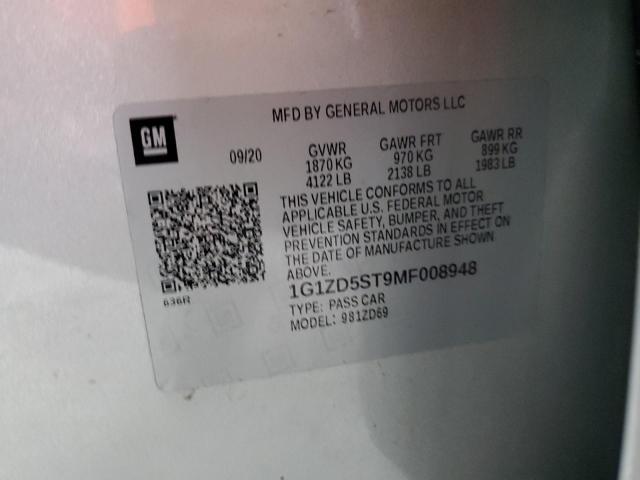 MFD BY GENERAL MOTORS LLC
GM
09/20
GVWR
1870 KG
4122 LB
GAWR FRT
970 KG
2138 LB
GAWR RR
899 KG
1983 LB
THIS VEHICLE CONFORMS TO ALL
APPLICABLE U.S. FEDERAL MOTOR
VEHICLE SAFETY, BUMPER, AND THEFT
PREVENTION STANDARDS IN EFFECT ON
THE DATE OF MANUFACTURE SHOWN
ABOVE.
636R
1G1ZD5ST9MF008948
TYPE: PASS CAR
MODEL: 981ZD69